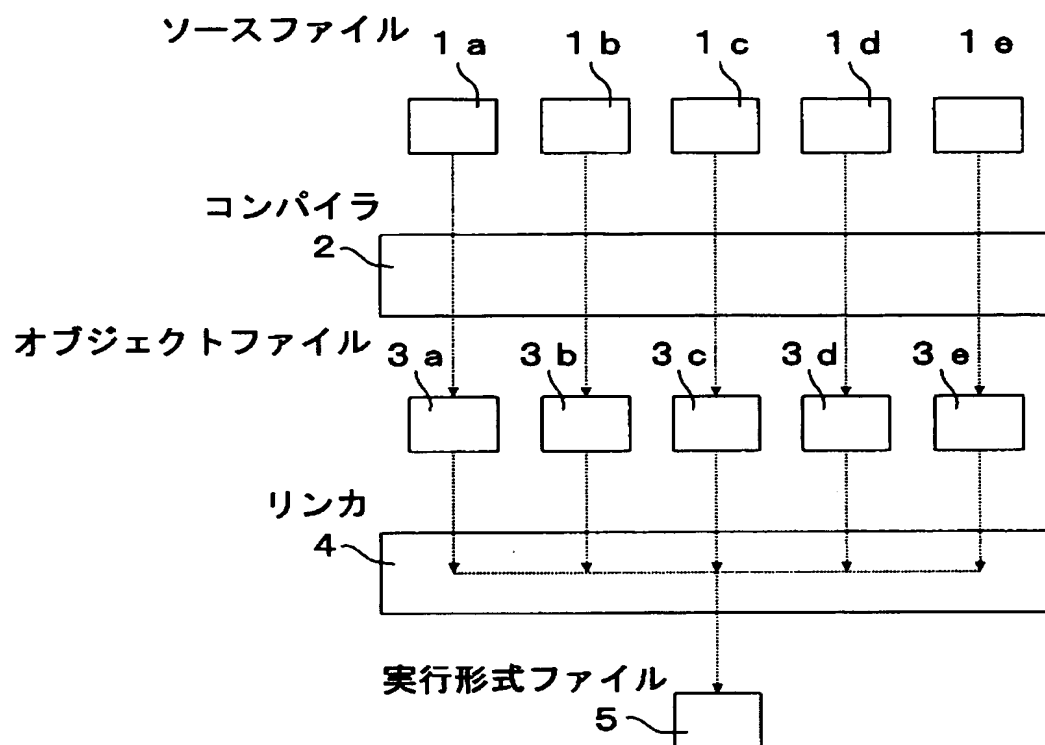 ソースファイル
1a 1b 1c 1d 1e
コンパイラ
2
オブジェクトファイル
3a 3b 3c 3d 3e
リンカ
4
実行形式ファイル
5